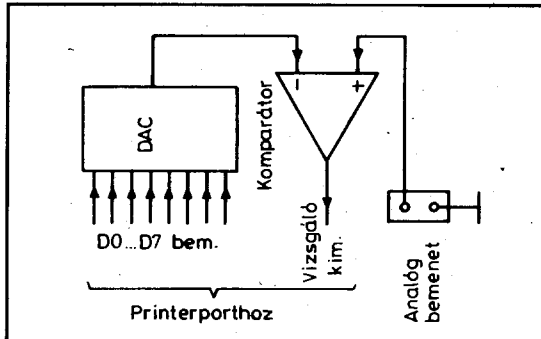 DAC
Komparátor
-
+
D0...D7 bem.
Vizsgáló
kim.
Analóg
bemenet
Printerporthoz